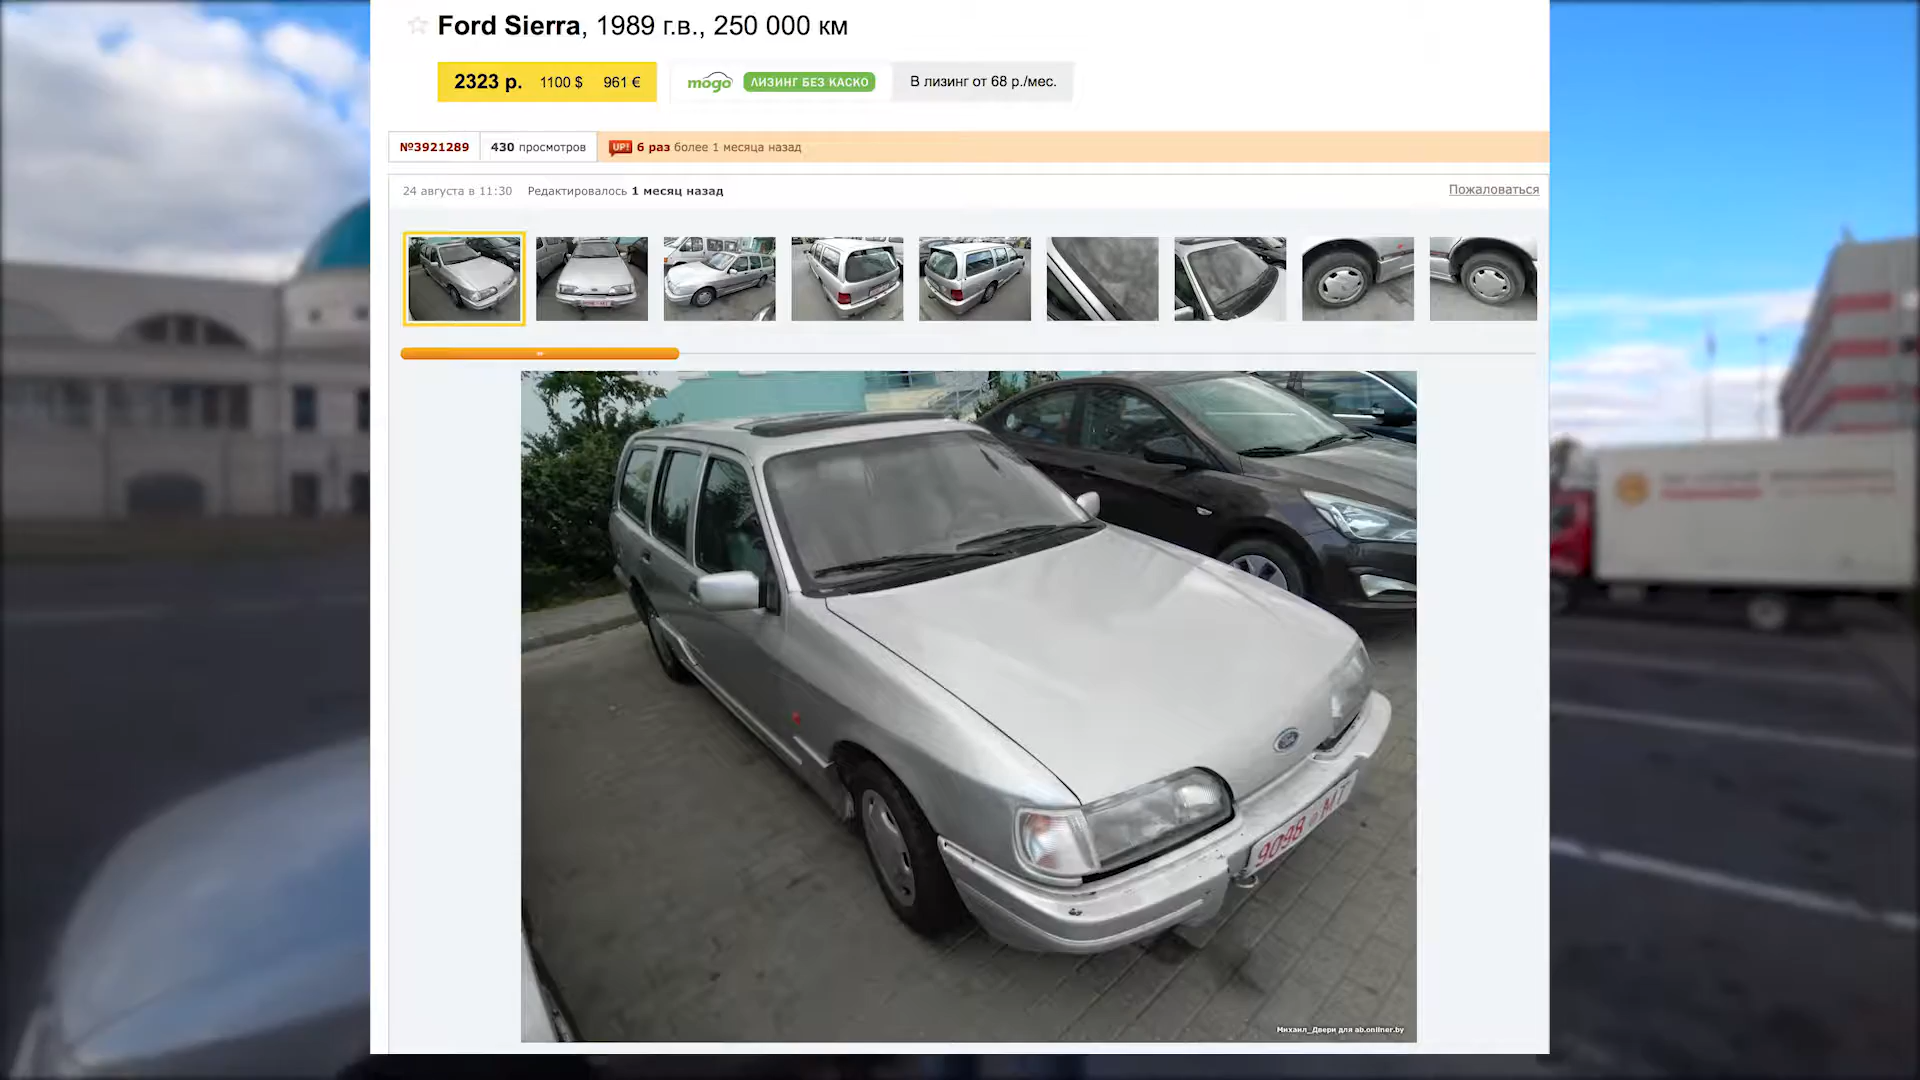 Ford Sierra, 1989 г.в., 250 000 км
2323 р. 1100 $ 961 €
mogo ЛИЗИНГ БЕЗ КАСКО
В лизинг от 68 р./мес.
№3921289
430 просмотров
UP! 6 раз более 1 месяца назад
24 августа в 11:30 Редактировалось 1 месяц назад
Пожаловаться
9098 MT
Михаил_Двери для ab.onliner.by